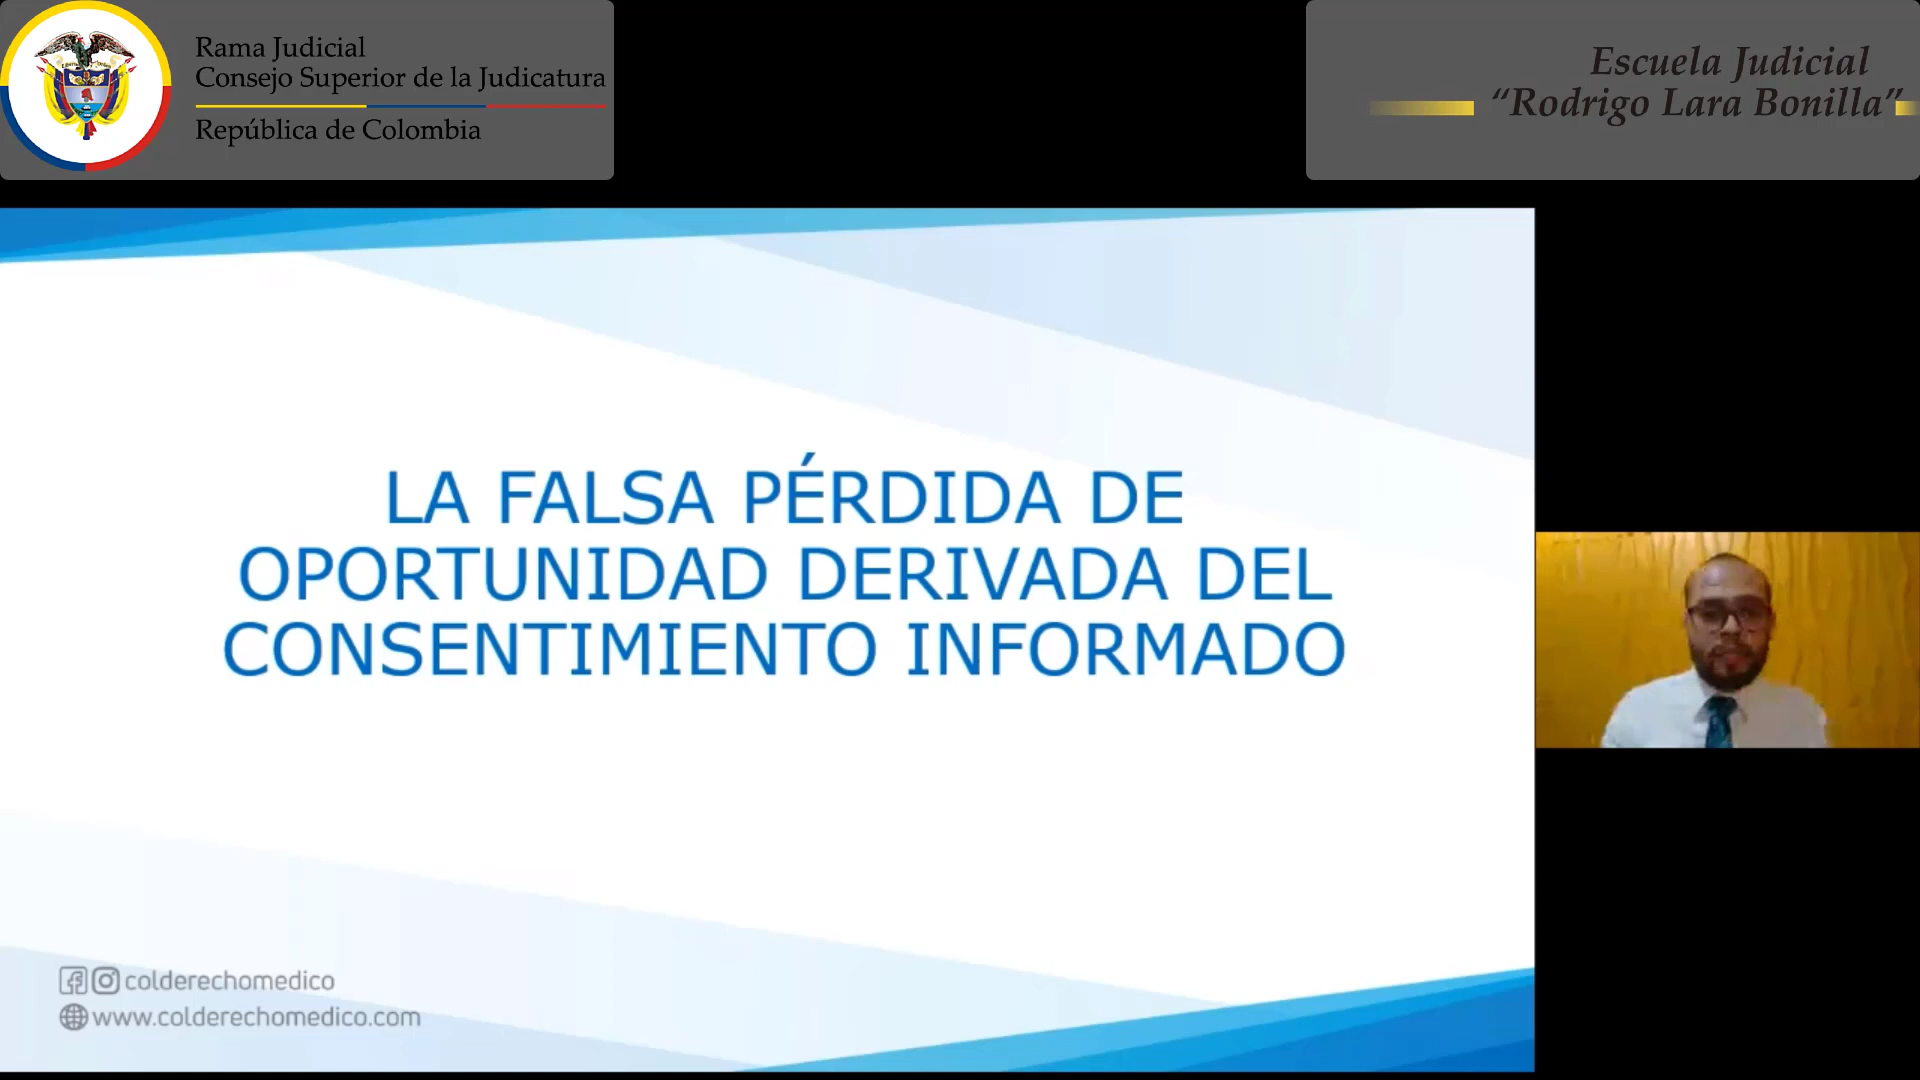 Rama Judicial
Consejo Superior de la Judicatura
República de Colombia
Escuela Judicial
“Rodrigo Lara Bonilla”
LA FALSA PÉRDIDA DE
OPORTUNIDAD DERIVADA DEL
CONSENTIMIENTO INFORMADO
colderechomedico
www.colderechomedico.com